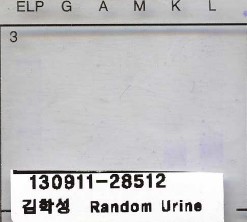 ELP G A M K L
3
130911-28512
김학성 Random Urine